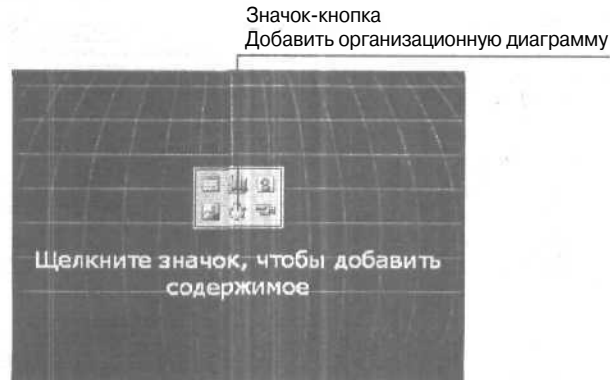 Значок-кнопка
Добавить организационную диаграмму
Щелкните значок, чтобы добавить
содержимое